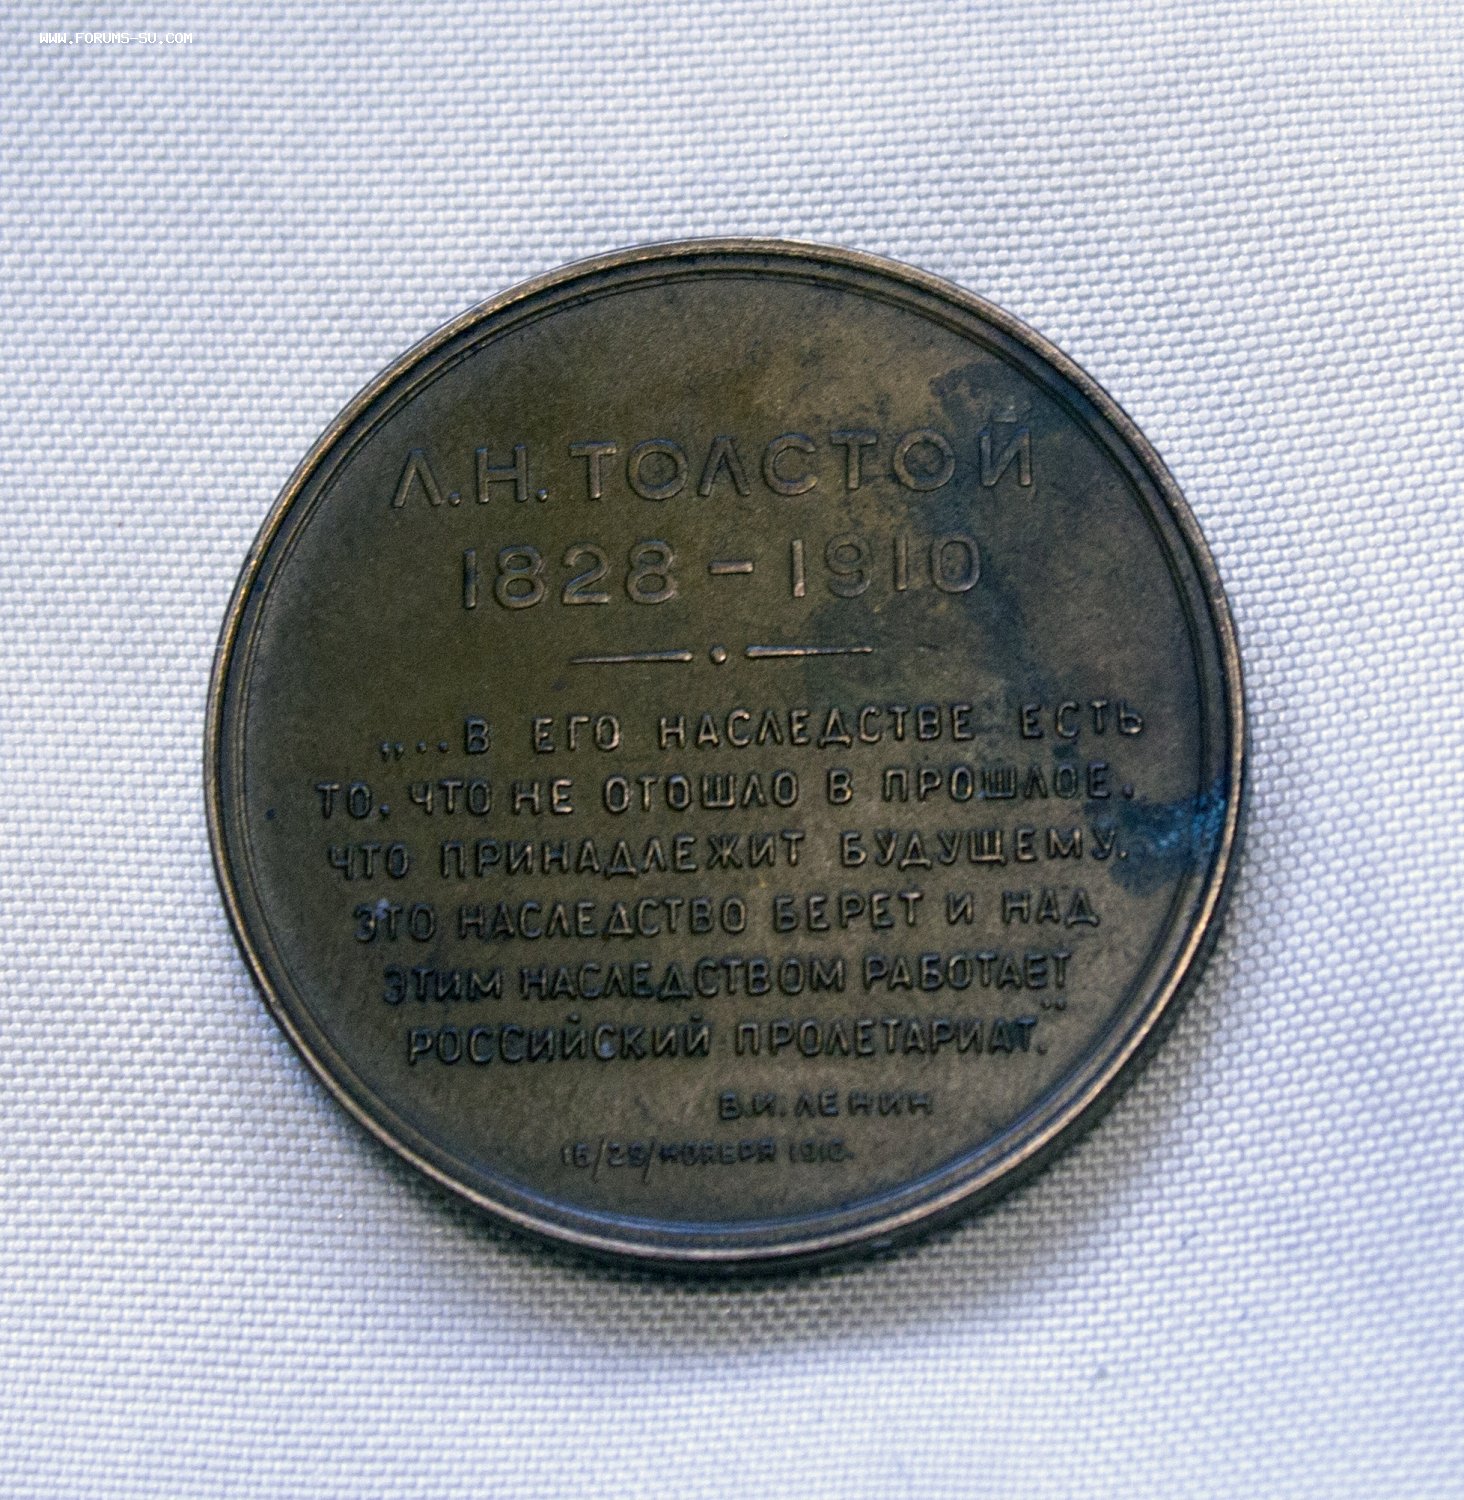 WWW.FORUMS-SU.COM
Л.Н. ТОЛСТОЙ
1828 – 1910
„...В ЕГО НАСЛЕДСТВЕ ЕСТЬ
ТО, ЧТО НЕ ОТОШЛО В ПРОШЛОЕ,
ЧТО ПРИНАДЛЕЖИТ БУДУЩЕМУ.
ЭТО НАСЛЕДСТВО БЕРЕТ И НАД
ЭТИМ НАСЛЕДСТВОМ РАБОТАЕТ
РОССИЙСКИЙ ПРОЛЕТАРИАТ."
В.И. ЛЕНИН
16/29/ НОЯБРЯ 1910.